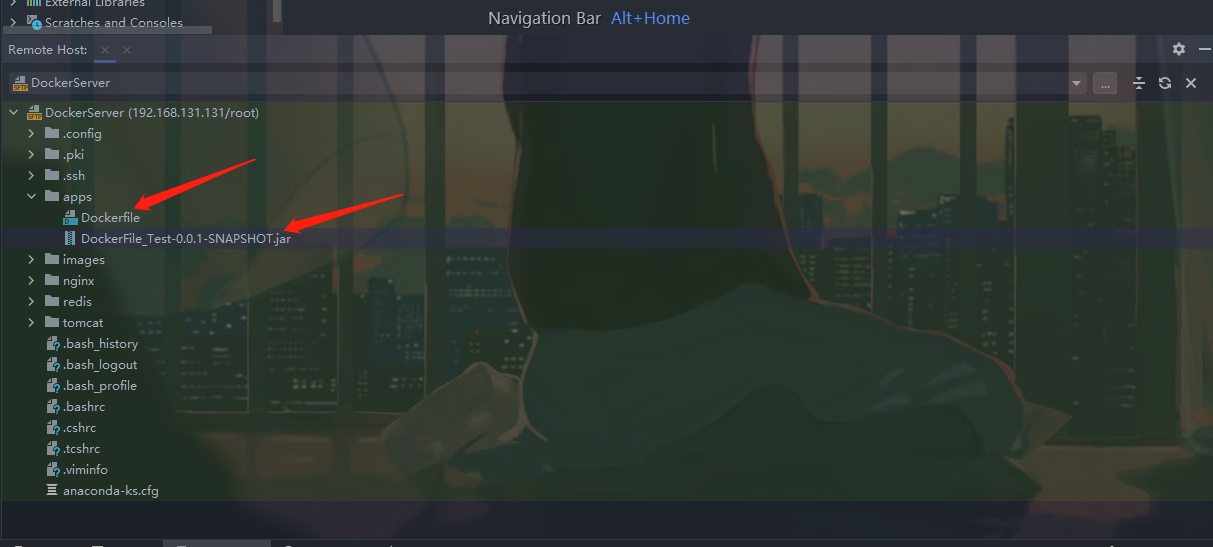 External Libraries
Scratches and Consoles
Navigation Bar Alt+Home
Remote Host:
DockerServer
...
DockerServer (192.168.131.131/root)
.config
.pki
.ssh
apps
Dockerfile
DockerFile_Test-0.0.1-SNAPSHOT.jar
images
nginx
redis
tomcat
.bash_history
.bash_logout
.bash_profile
.bashrc
.cshrc
.tcshrc
.viminfo
anaconda-ks.cfg